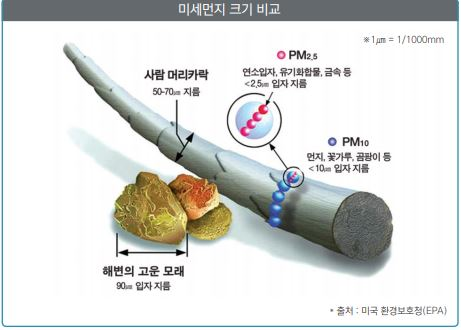 미세먼지 크기 비교
※1㎛ = 1/1000mm
PM2,5
연소입자, 유기화합물, 금속 등
<2,5㎛ 입자 지름
사람 머리카락
50-70㎛ 지름
PM10
먼지, 꽃가루, 곰팡이 등
<10㎛ 입자 지름
해변의 고운 모래
90㎛ 입자 지름
* 출처 : 미국 환경보호청(EPA)